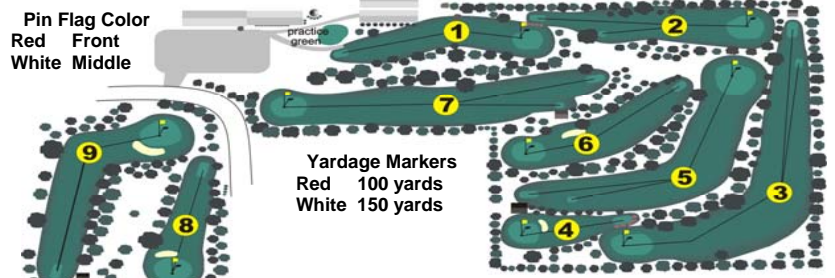 Pin Flag Color
Red Front
White Middle
practice
green
1
2
7
6
9
Yardage Markers
Red 100 yards
White 150 yards
5
3
8
4